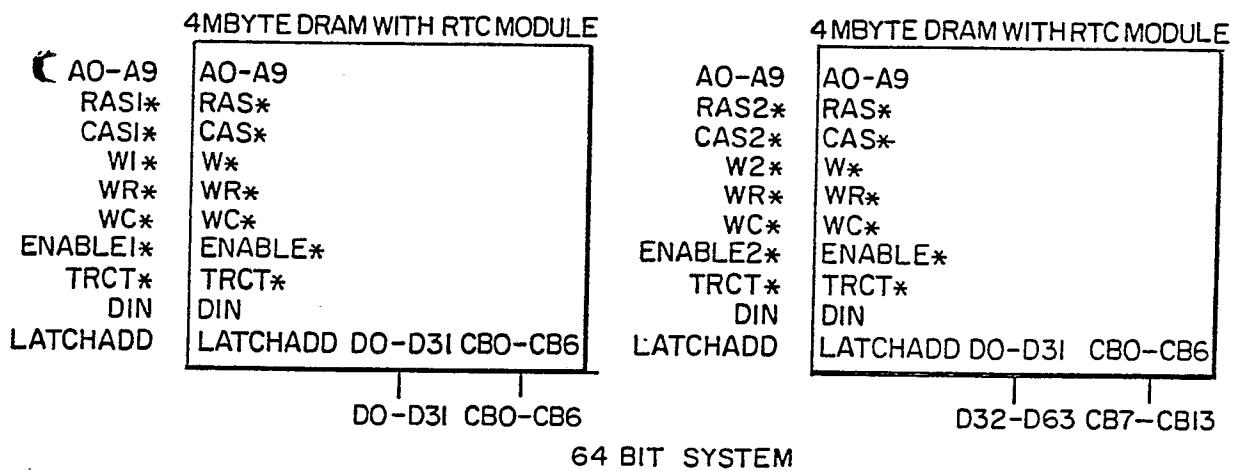 4MBYTE DRAM WITH RTC MODULE
A0-A9 A0-A9
RAS1* RAS*
CAS1* CAS*
W1* W*
WR* WR*
WC* WC*
ENABLE1* ENABLE*
TRCT* TRCT*
DIN DIN
LATCHADD LATCHADD D0-D31 CB0-CB6
D0-D31 CB0-CB6
4MBYTE DRAM WITH RTC MODULE
A0-A9 A0-A9
RAS2* RAS*
CAS2* CAS*
W2* W*
WR* WR*
WC* WC*
ENABLE2* ENABLE*
TRCT* TRCT*
DIN DIN
LATCHADD LATCHADD D0-D31 CB0-CB6
D32-D63 CB7-CB13
64 BIT SYSTEM